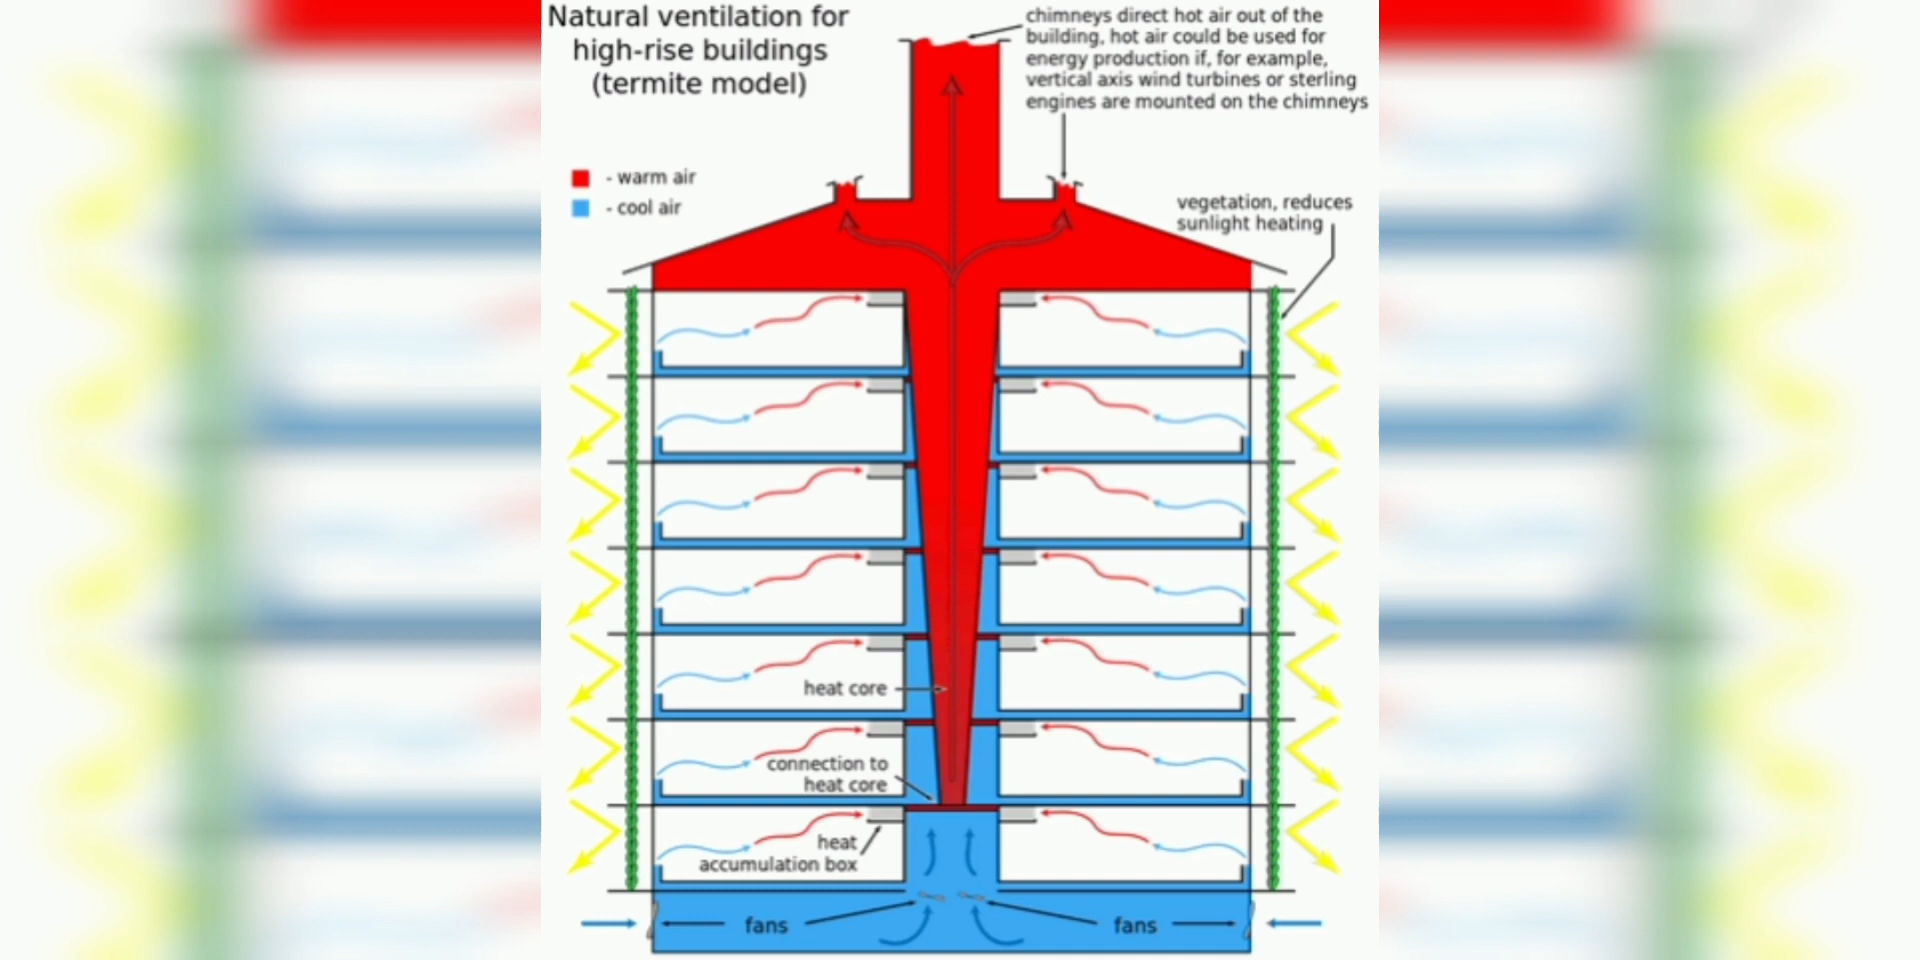 Natural ventilation for
high-rise buildings
(termite model)
chimneys direct hot air out of the
building, hot air could be used for
energy production if, for example,
vertical axis wind turbines or sterling
engines are mounted on the chimneys
- warm air
- cool air
vegetation, reduces
sunlight heating
heat core
connection to
heat core
heat
accumulation box
fans
fans